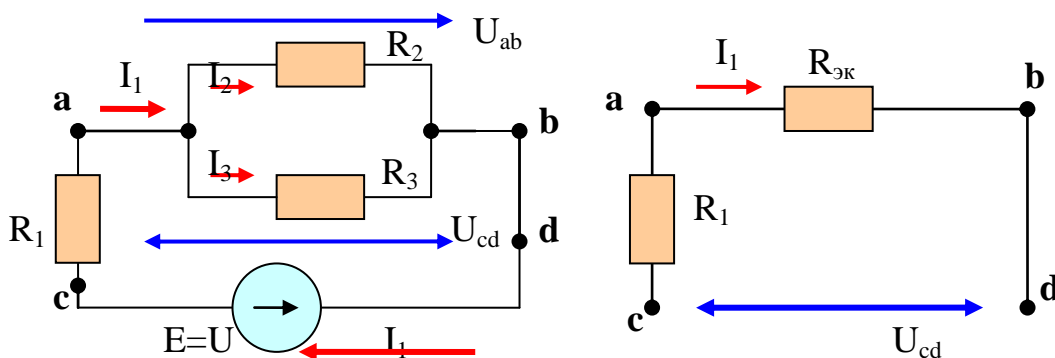 U_ab
R_2
I_1
I_2
a
b
I_3
R_3
R_1
U_cd
d
c
E=U
I_1
I_1
R_эк
a
b
R_1
c
d
U_cd